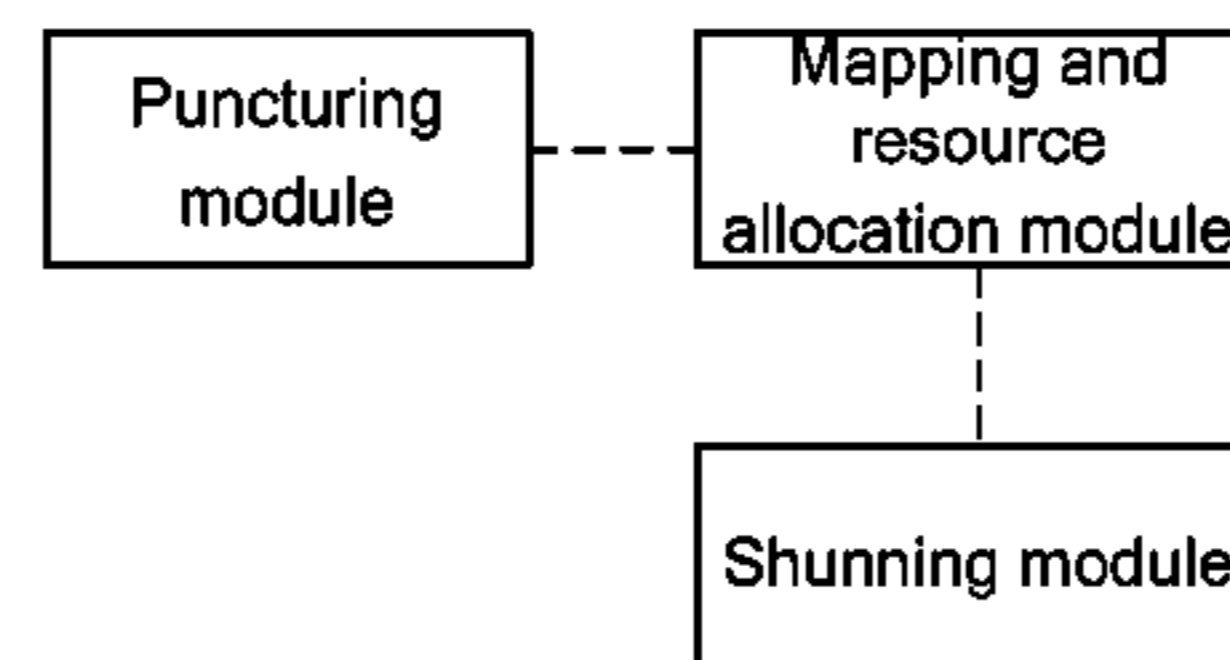 Puncturing
module
Mapping and
resource
allocation module
Shunning module